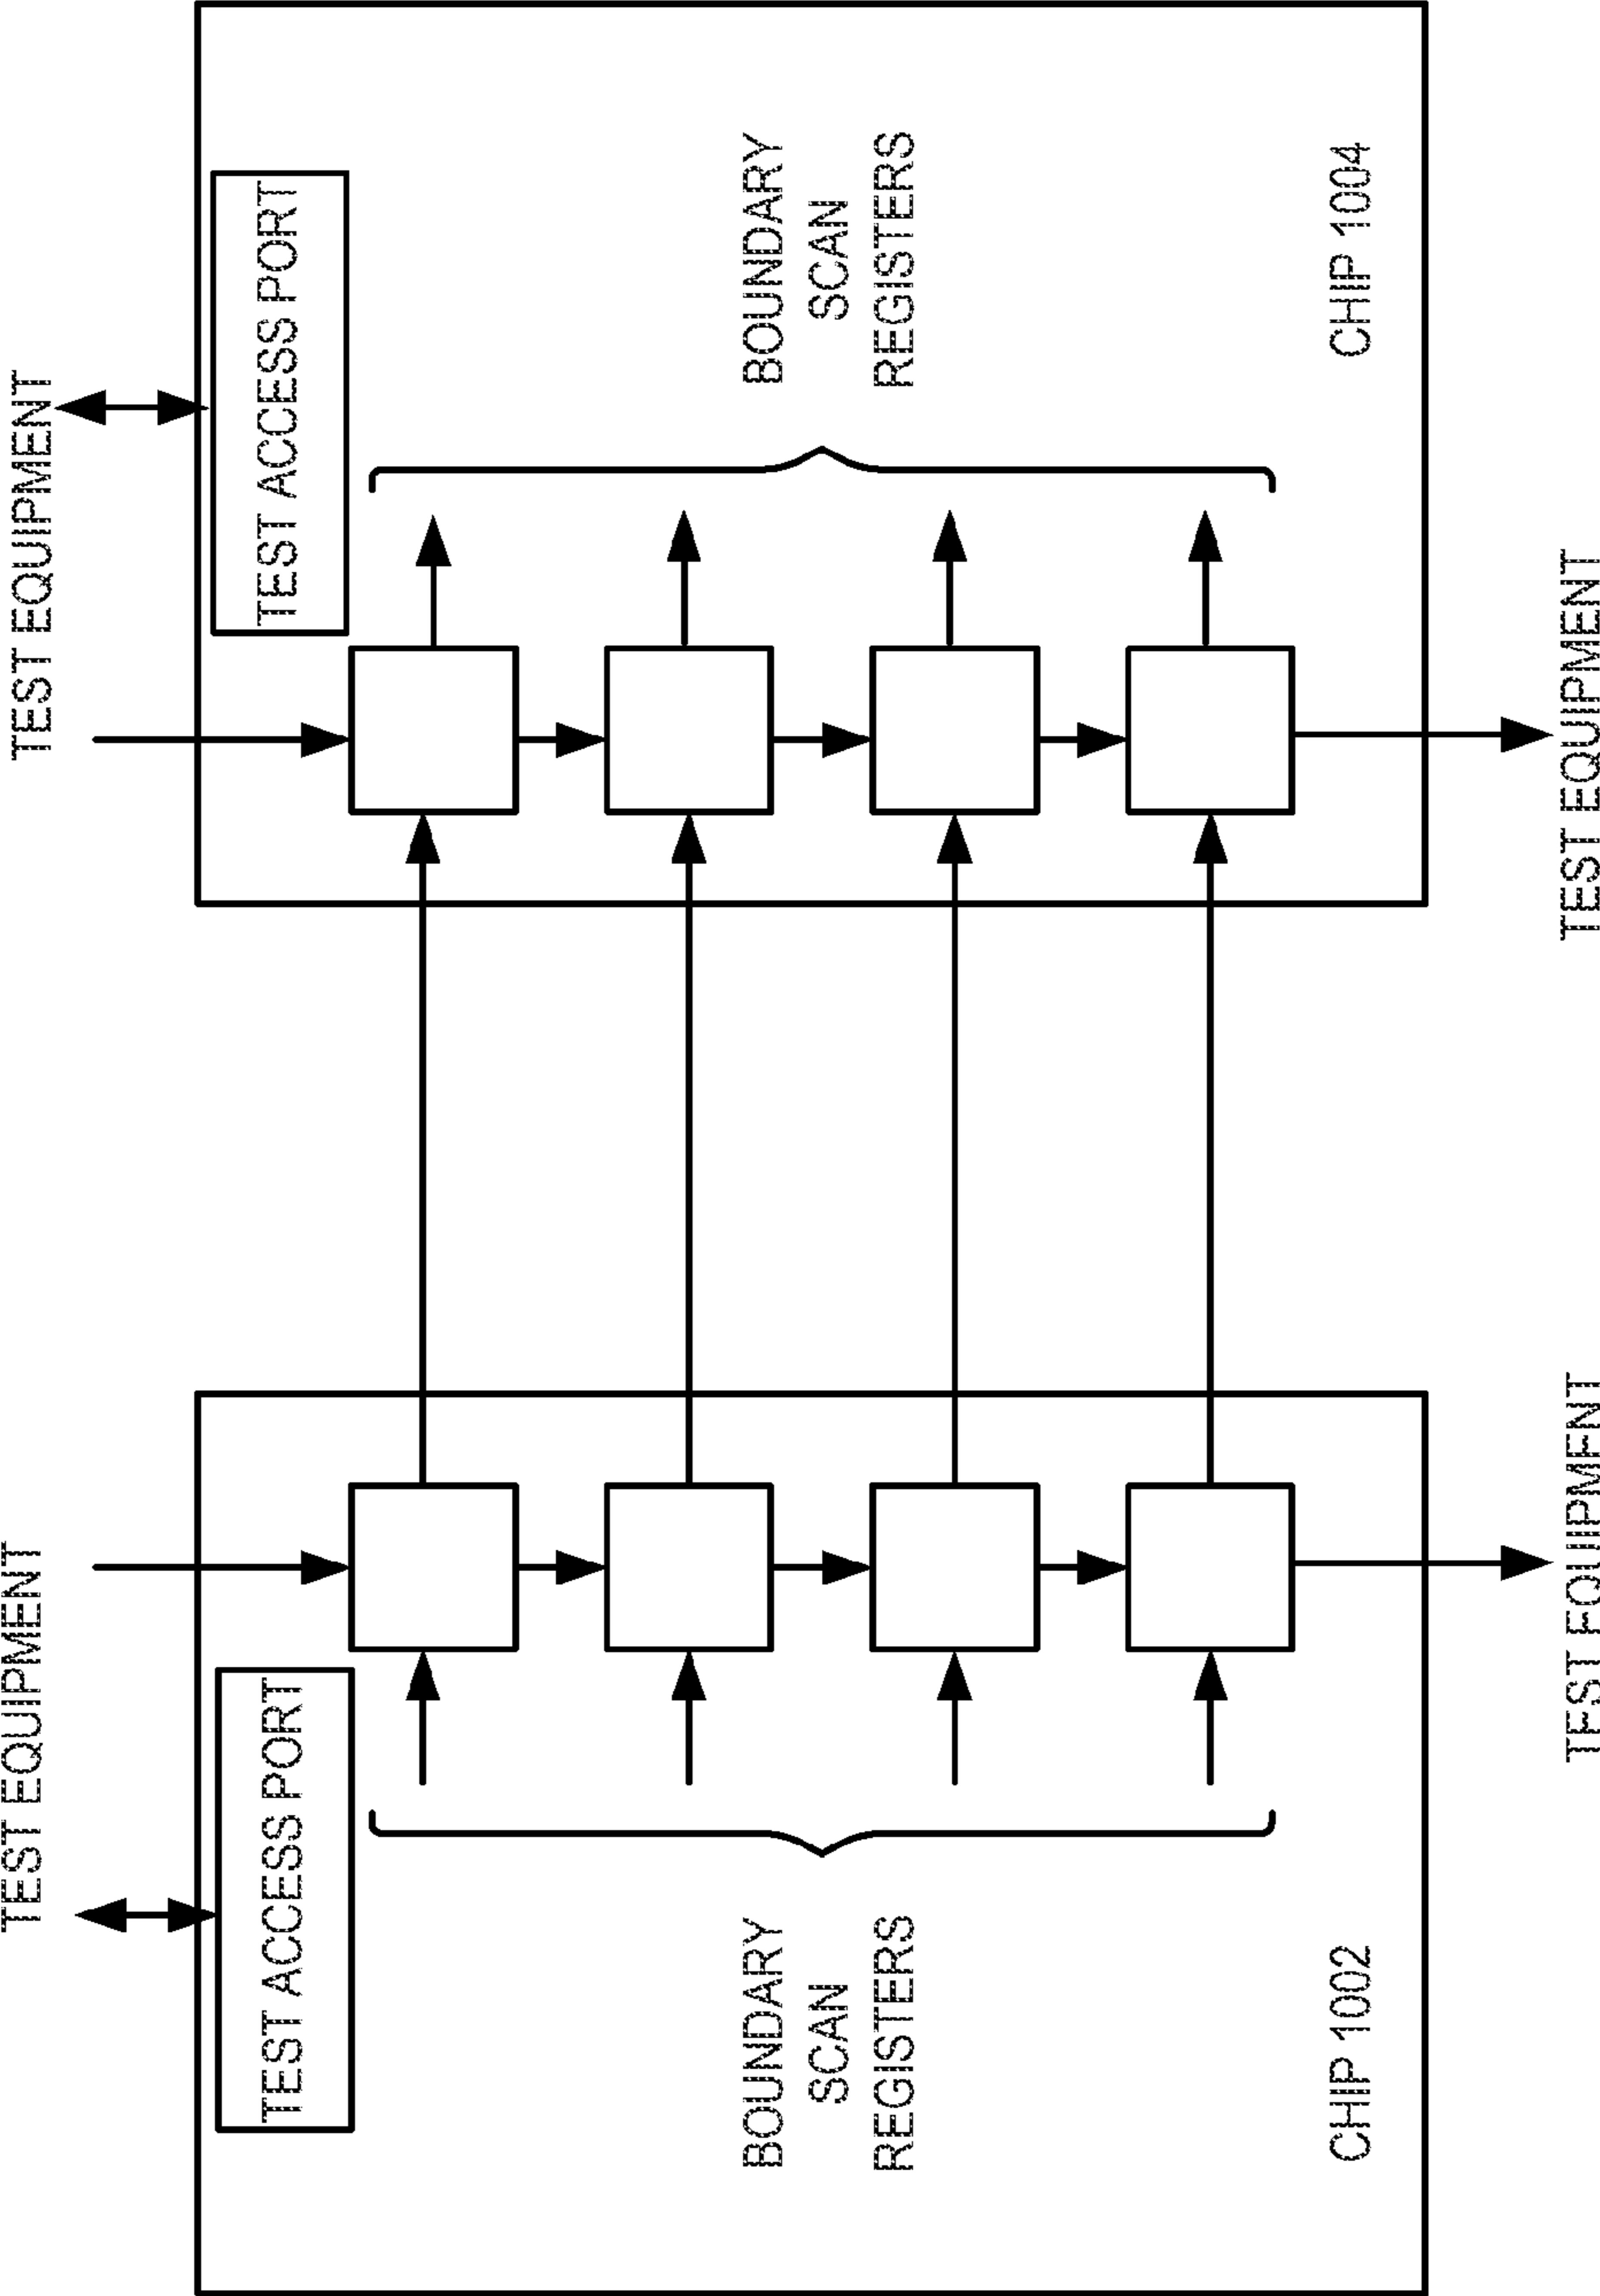 TEST EQUIPMENT
TEST EQUIPMENT
TEST ACCESS PORT
TEST ACCESS PORT
BOUNDARY
SCAN
REGISTERS
BOUNDARY
SCAN
REGISTERS
CHIP 1002
CHIP 1004
TEST EQUIPMENT
TEST EQUIPMENT